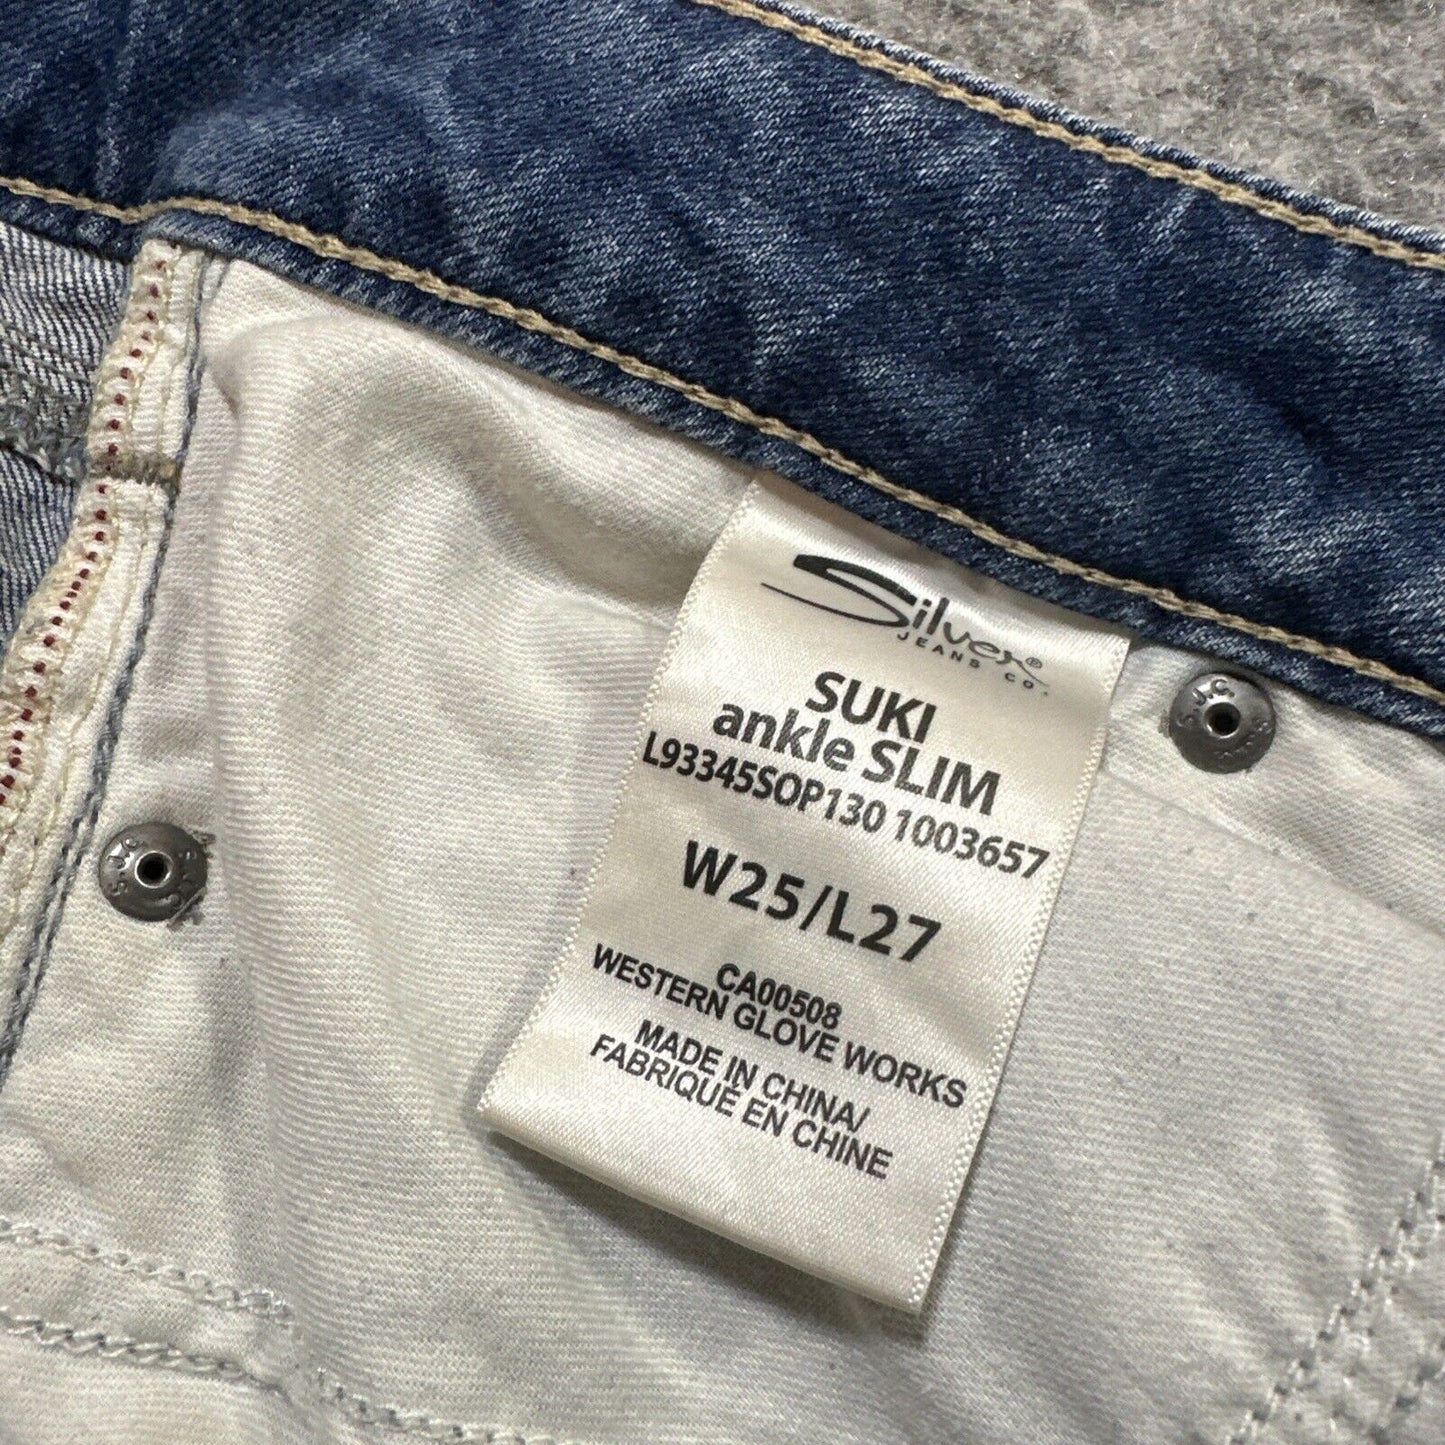 Silver®
JEANS CO.
SUKI
ankle SLIM
L93345SOP130 1003657
W25/L27
CA00508
WESTERN GLOVE WORKS
MADE IN CHINA/
FABRIQUÉ EN CHINE
S.J.C.
S.J.C.